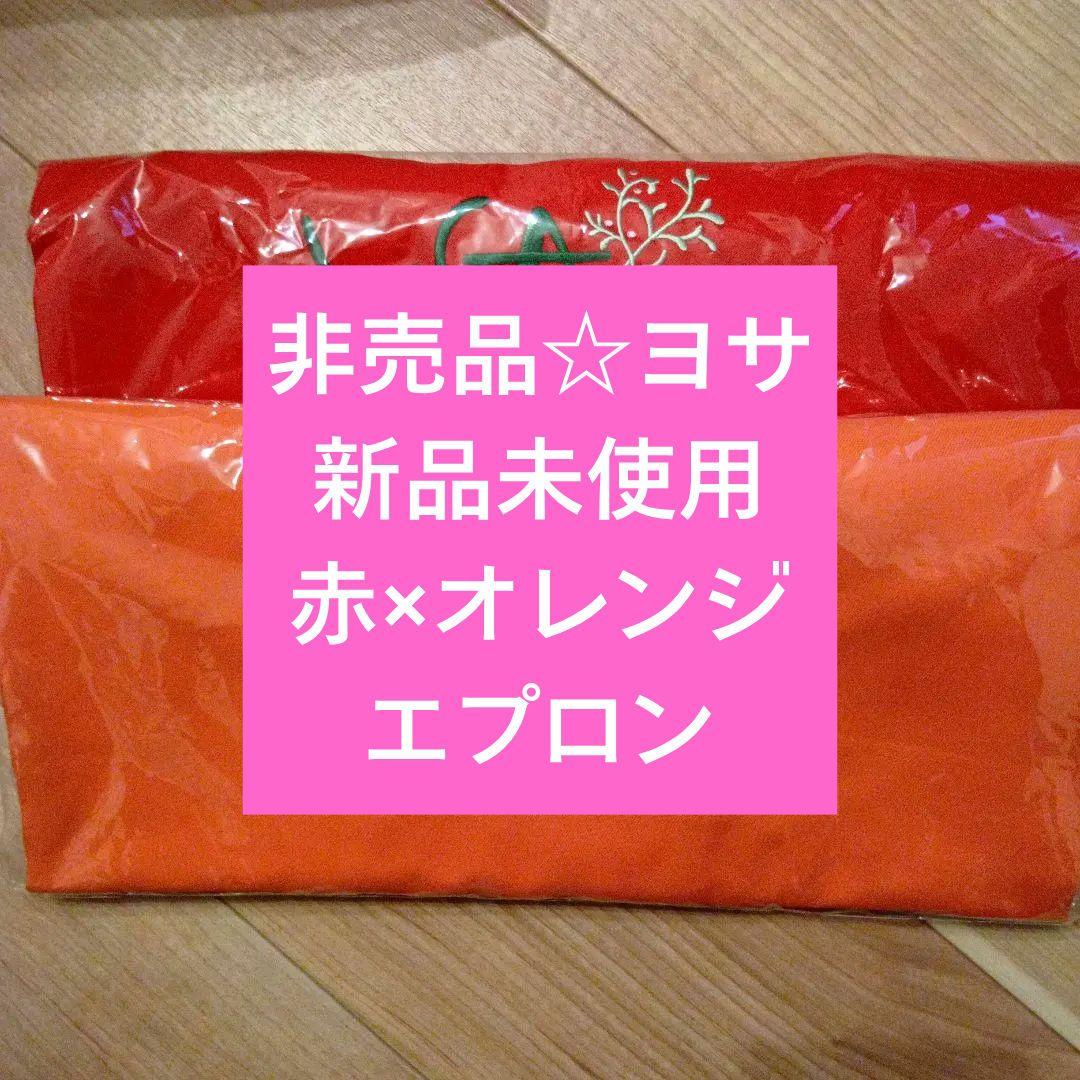 非売品☆ヨサ
新品未使用
赤×オレンジ
エプロン